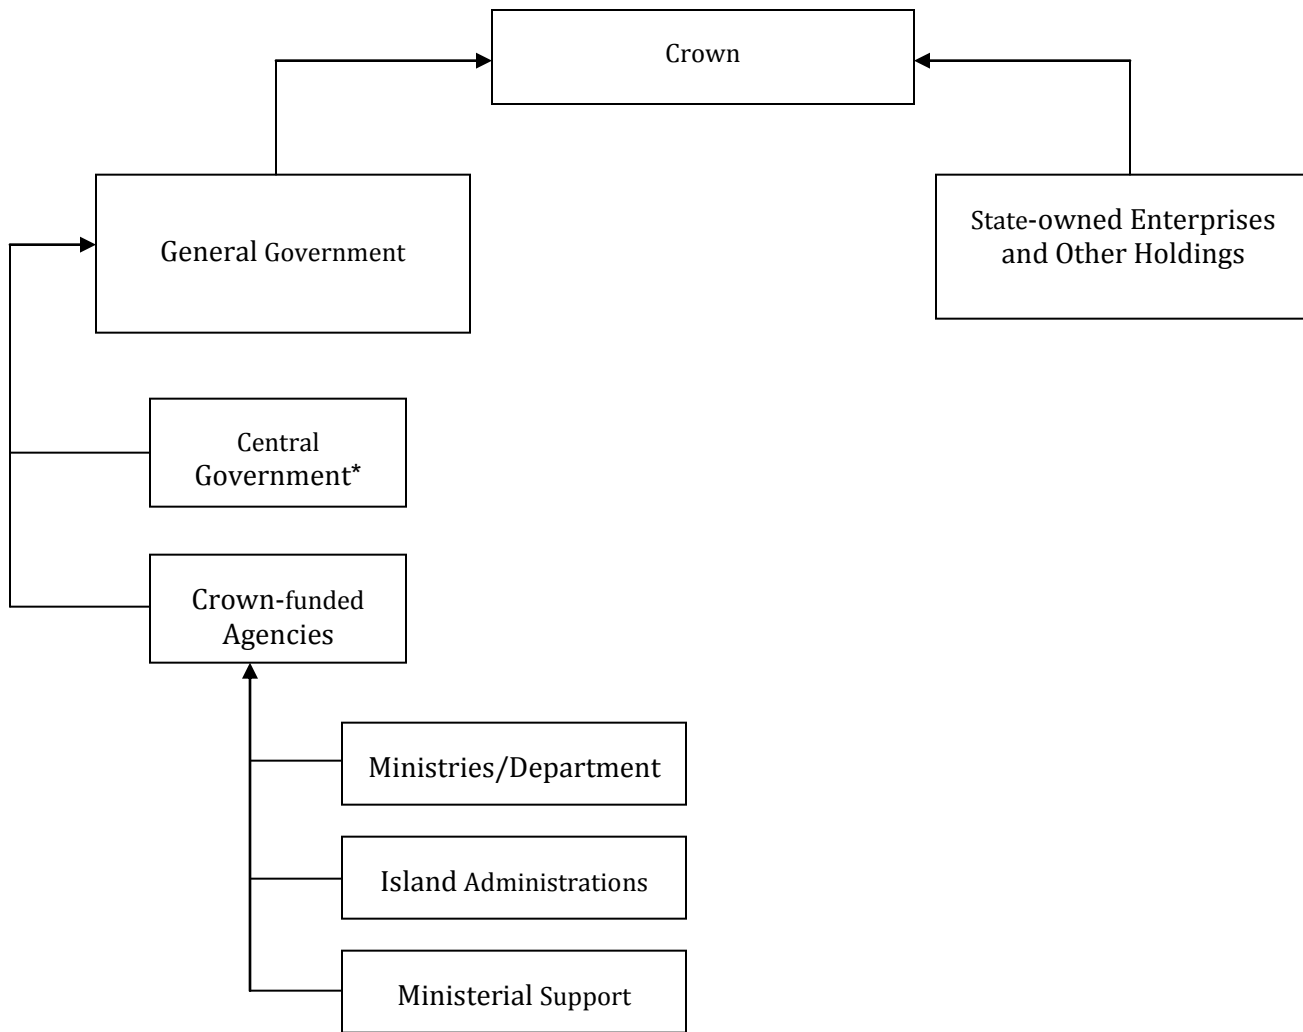 Crown
State-owned Enterprises
and Other Holdings
General Government
Central
Government*
Crown-funded
Agencies
Ministries/Department
Island Administrations
Ministerial Support